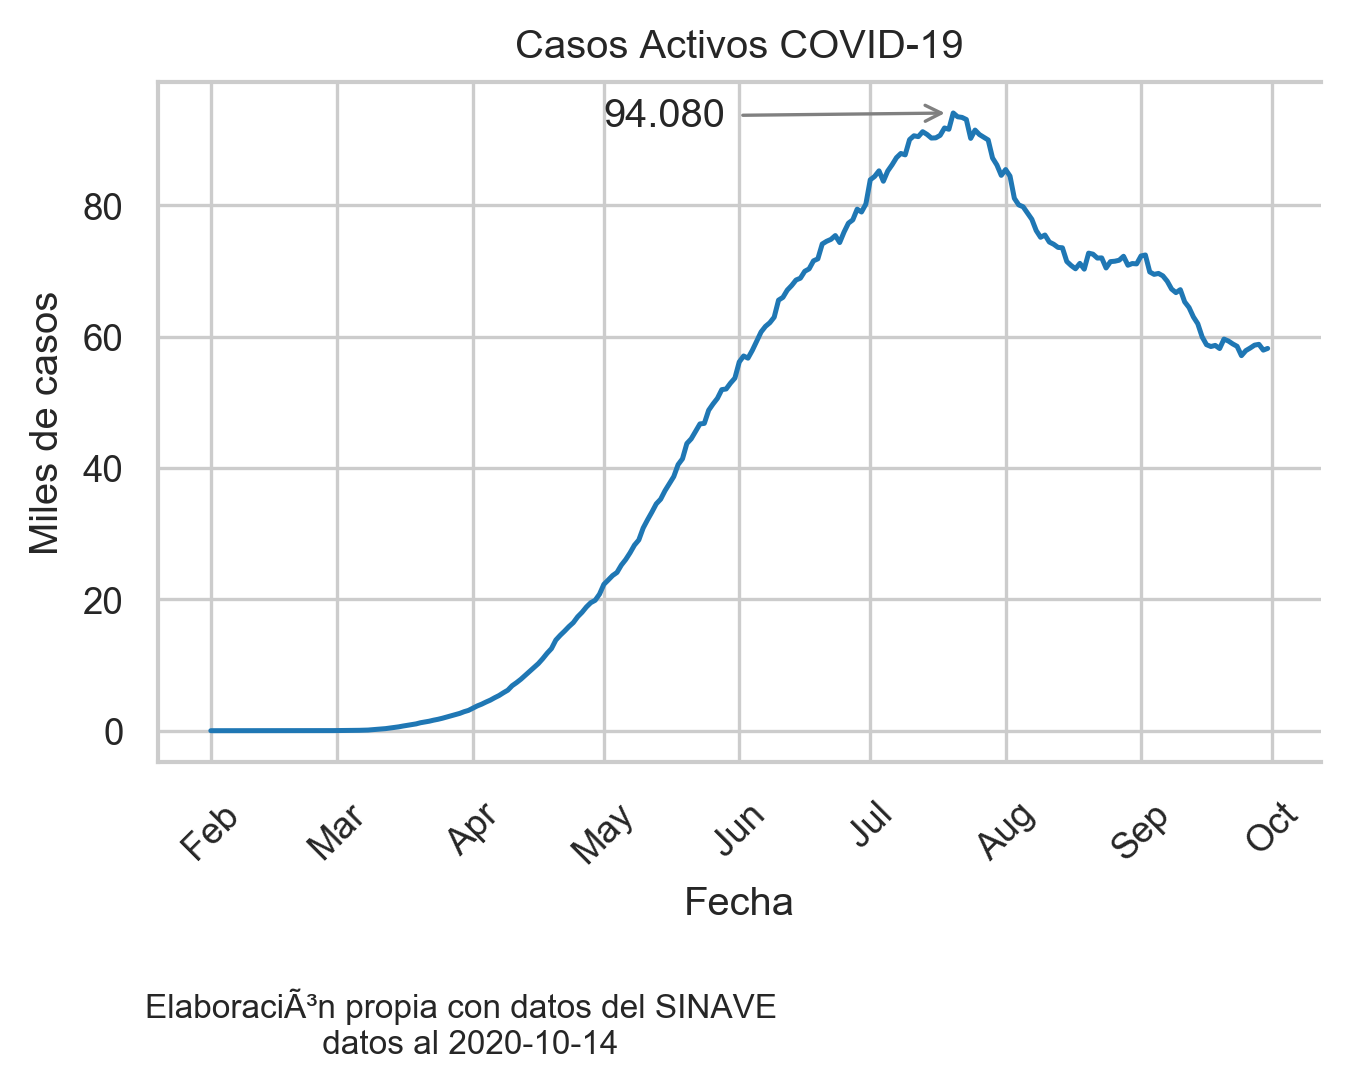 Casos Activos COVID-19
94.080
80
60
40
20
0
Miles de casos
Feb
Mar
Apr
May
Jun
Jul
Aug
Sep
Oct
Fecha
ElaboraciÃ³n propia con datos del SINAVE
datos al 2020-10-14